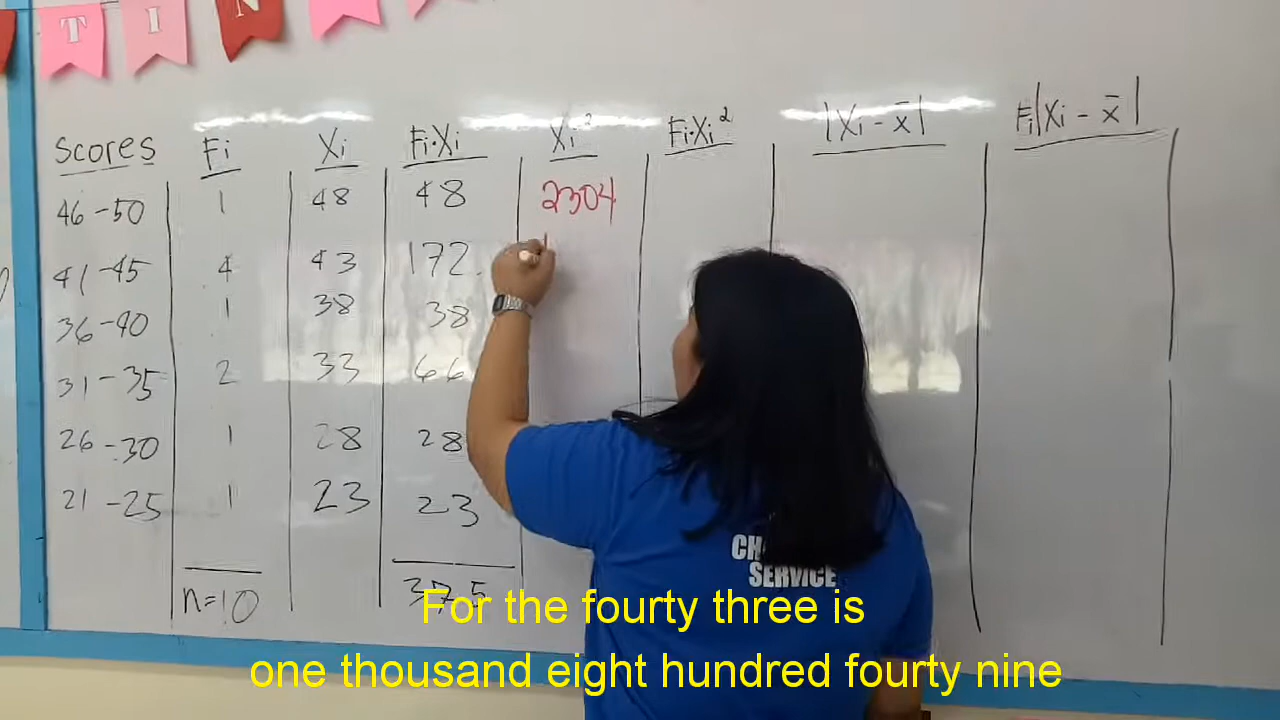 T I N
Scores Fi Xi Fi·Xi Xi² Fi·Xi² |Xi - x̄| Fi|Xi - x̄|
46-50 1 48 48 2304
41-45 4 43 172
36-40 1 38 38
31-35 2 33 66
26-30 1 28 28
21-25 1 23 23
n=10 375
SERVICE
For the fourty three is
one thousand eight hundred fourty nine